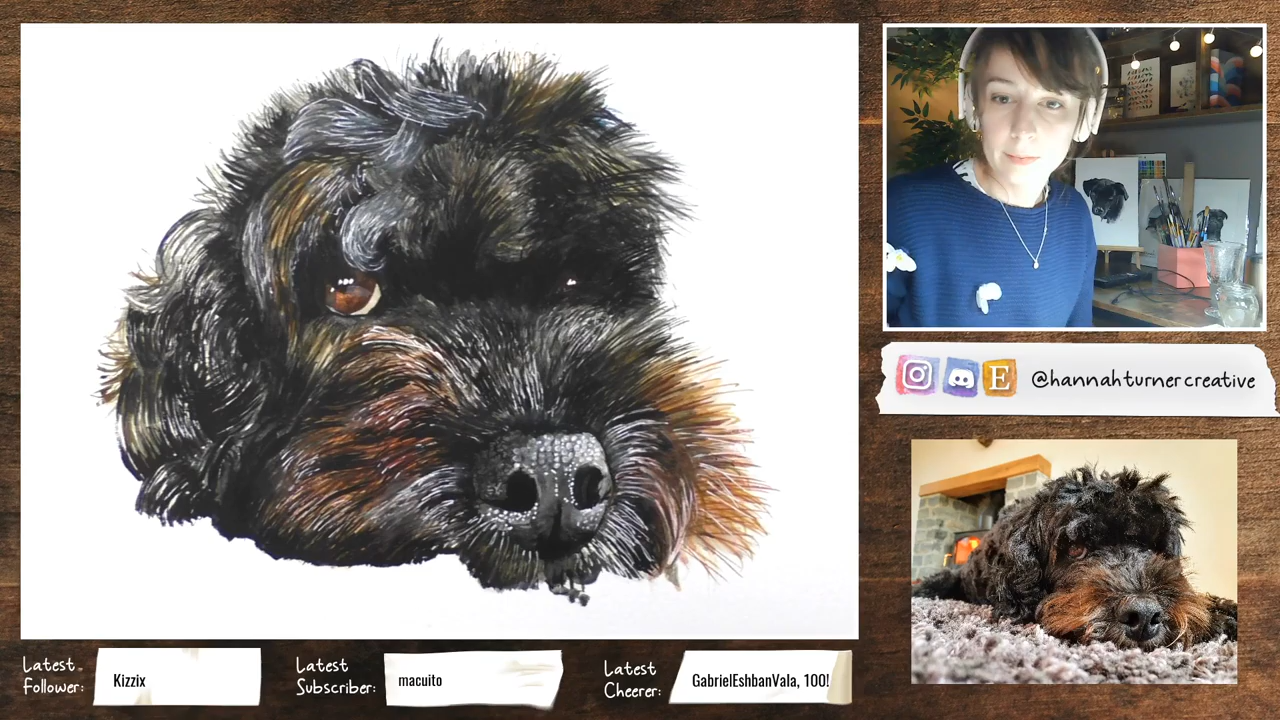 E @hannahturnercreative
Latest
Follower:
Kizzix
Latest
Subscriber:
macuito
Latest
Cheerer:
GabrielEshbanVala, 100!